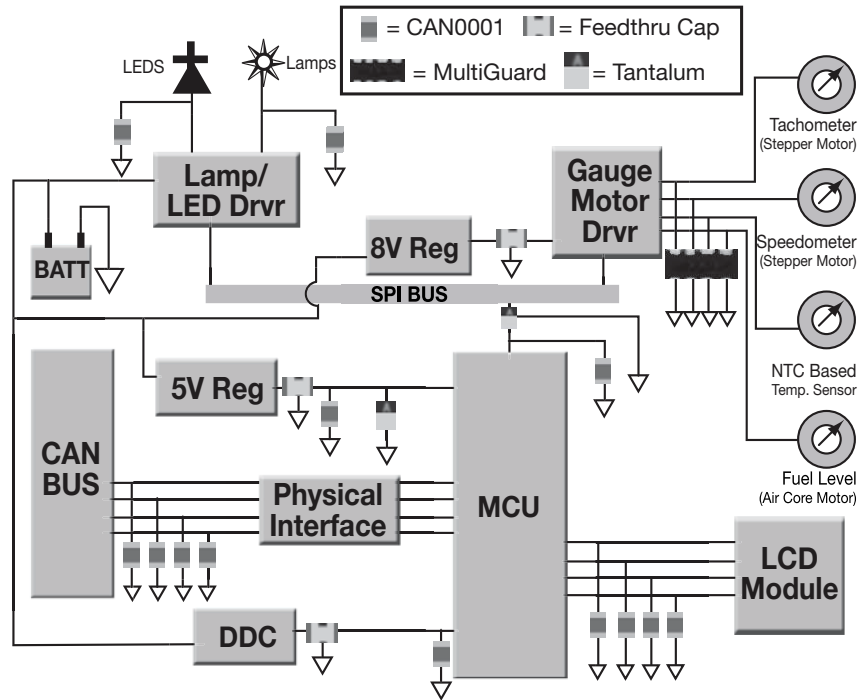 = CAN0001 = Feedthru Cap
= MultiGuard = Tantalum
LEDS
Lamps
Tachometer
(Stepper Motor)
Lamp/
LED Drvr
Gauge
Motor
Drvr
8V Reg
Speedometer
(Stepper Motor)
BATT
SPI BUS
5V Reg
NTC Based
Temp. Sensor
CAN
BUS
Physical
Interface
MCU
Fuel Level
(Air Core Motor)
LCD
Module
DDC